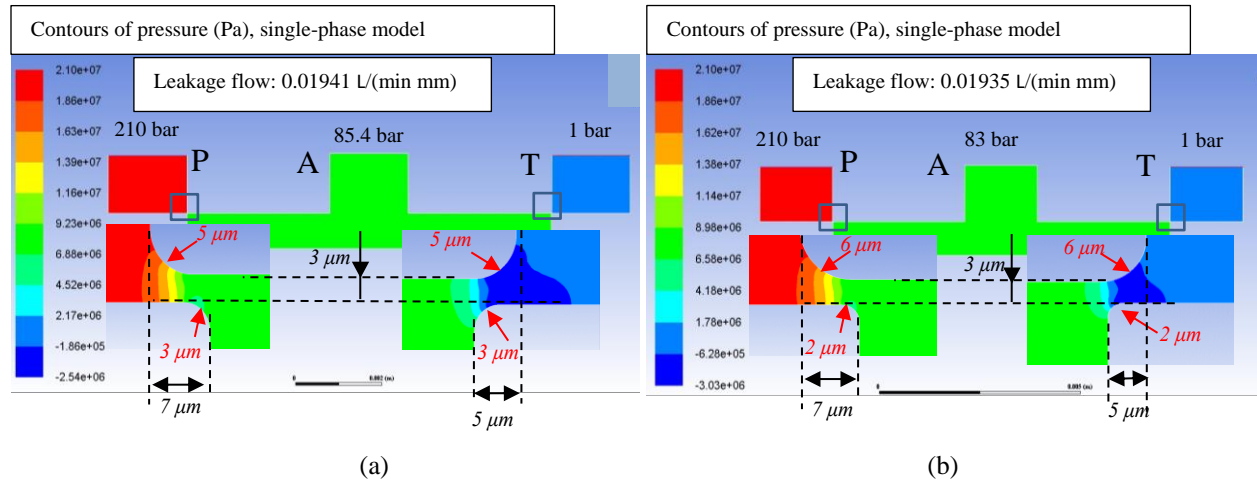 Contours of pressure (Pa), single-phase model
Leakage flow: 0.01941 L/(min mm)
2.10e+07
1.86e+07
1.63e+07
1.39e+07
1.16e+07
9.23e+06
6.88e+06
4.52e+06
2.17e+06
-1.86e+05
-2.54e+06
210 bar
85.4 bar
1 bar
P
A
T
5 μm
3 μm
5 μm
3 μm
3 μm
0.002 (m)
7 μm
5 μm
(a)
Contours of pressure (Pa), single-phase model
Leakage flow: 0.01935 L/(min mm)
2.10e+07
1.86e+07
1.62e+07
1.38e+07
1.14e+07
8.98e+06
6.58e+06
4.18e+06
1.78e+06
-6.28e+05
-3.03e+06
210 bar
83 bar
1 bar
P
A
T
6 μm
3 μm
6 μm
2 μm
2 μm
0.005 (m)
7 μm
5 μm
(b)